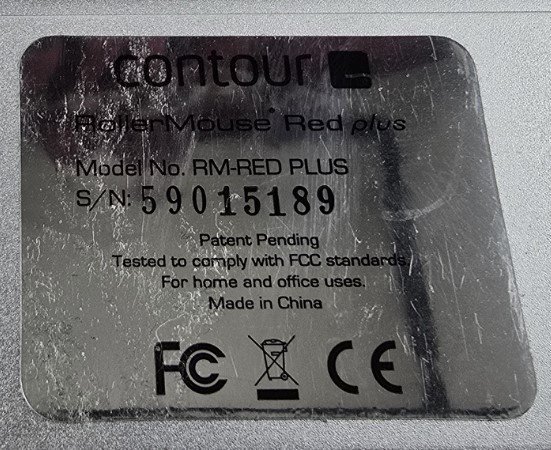 contour
RollerMouse® Red plus
Model No. RM-RED PLUS
S/N: 59015189
Patent Pending
Tested to comply with FCC standards.
For home and office uses.
Made in China
FC CE